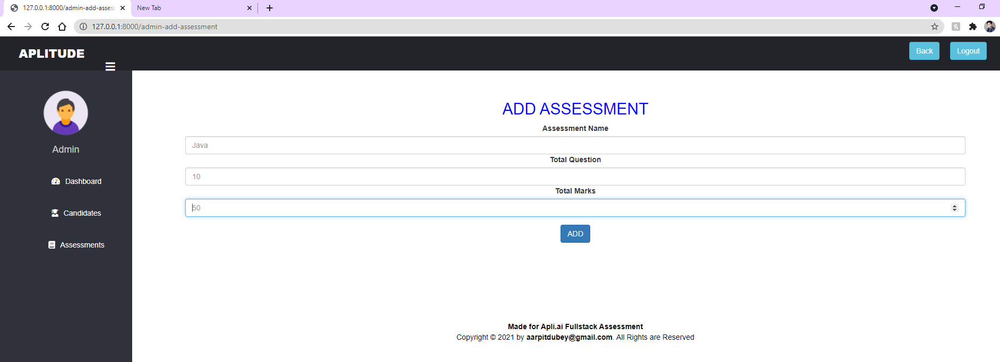 127.0.0.1:8000/admin-add-assess
New Tab
127.0.0.1:8000/admin-add-assessment
APLITUDE
Back
Logout
Admin
Dashboard
Candidates
Assessments
ADD ASSESSMENT
Assessment Name
Java
Total Question
10
Total Marks
50
ADD
Made for Apli.ai Fullstack Assessment
Copyright © 2021 by aarpitdubey@gmail.com. All Rights are Reserved